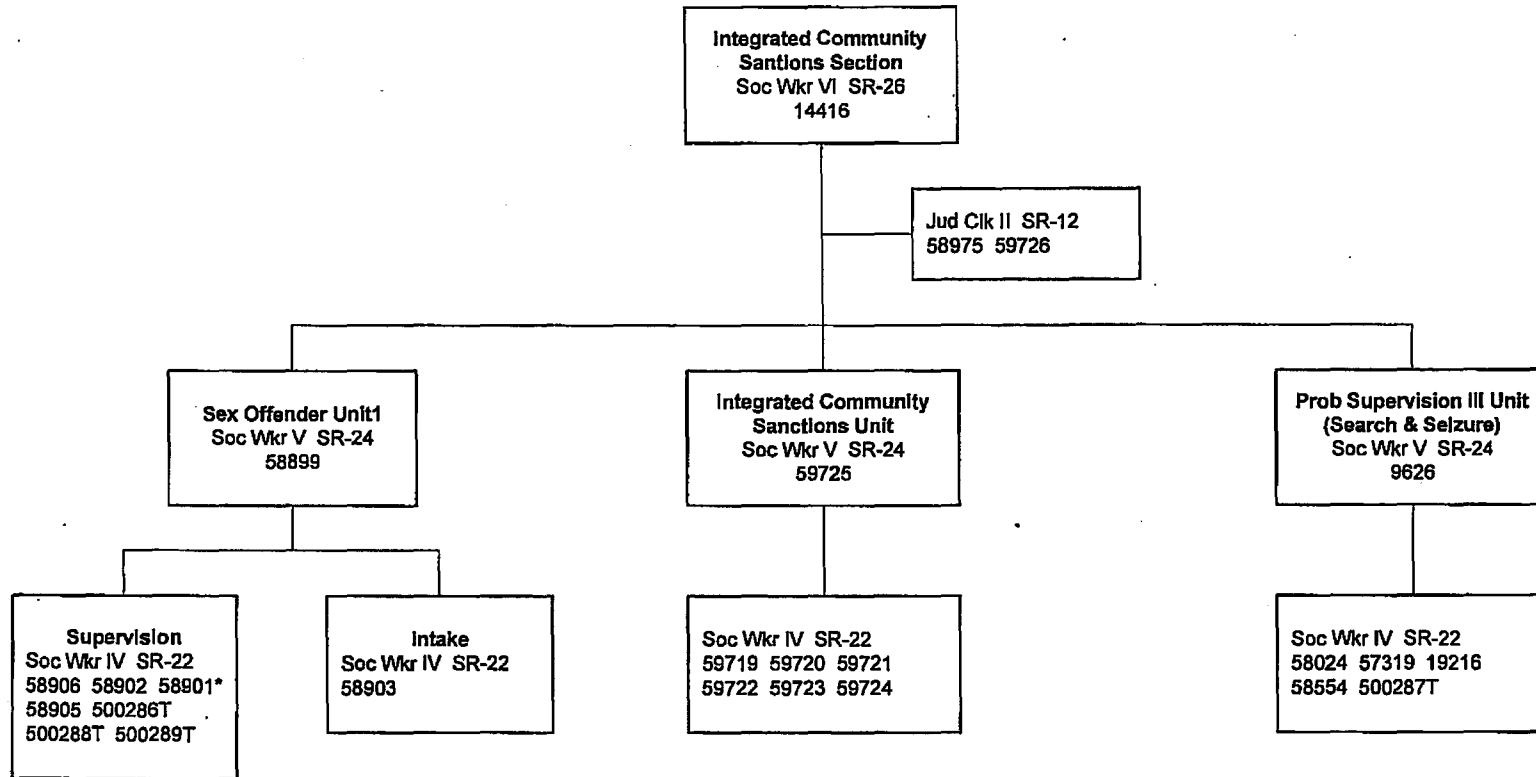 Integrated Community
Santions Section
Soc Wkr VI SR-26
14416
Jud Clk II SR-12
58975 59726
Sex Offender Unit1
Soc Wkr V SR-24
58899
Integrated Community
Sanctions Unit
Soc Wkr V SR-24
59725
Prob Supervision III Unit
(Search & Seizure)
Soc Wkr V SR-24
9626
Supervision
Soc Wkr IV SR-22
58906 58902 58901*
58905 500286T
500288T 500289T
Intake
Soc Wkr IV SR-22
58903
Soc Wkr IV SR-22
59719 59720 59721
59722 59723 59724
Soc Wkr IV SR-22
58024 57319 19216
58554 500287T